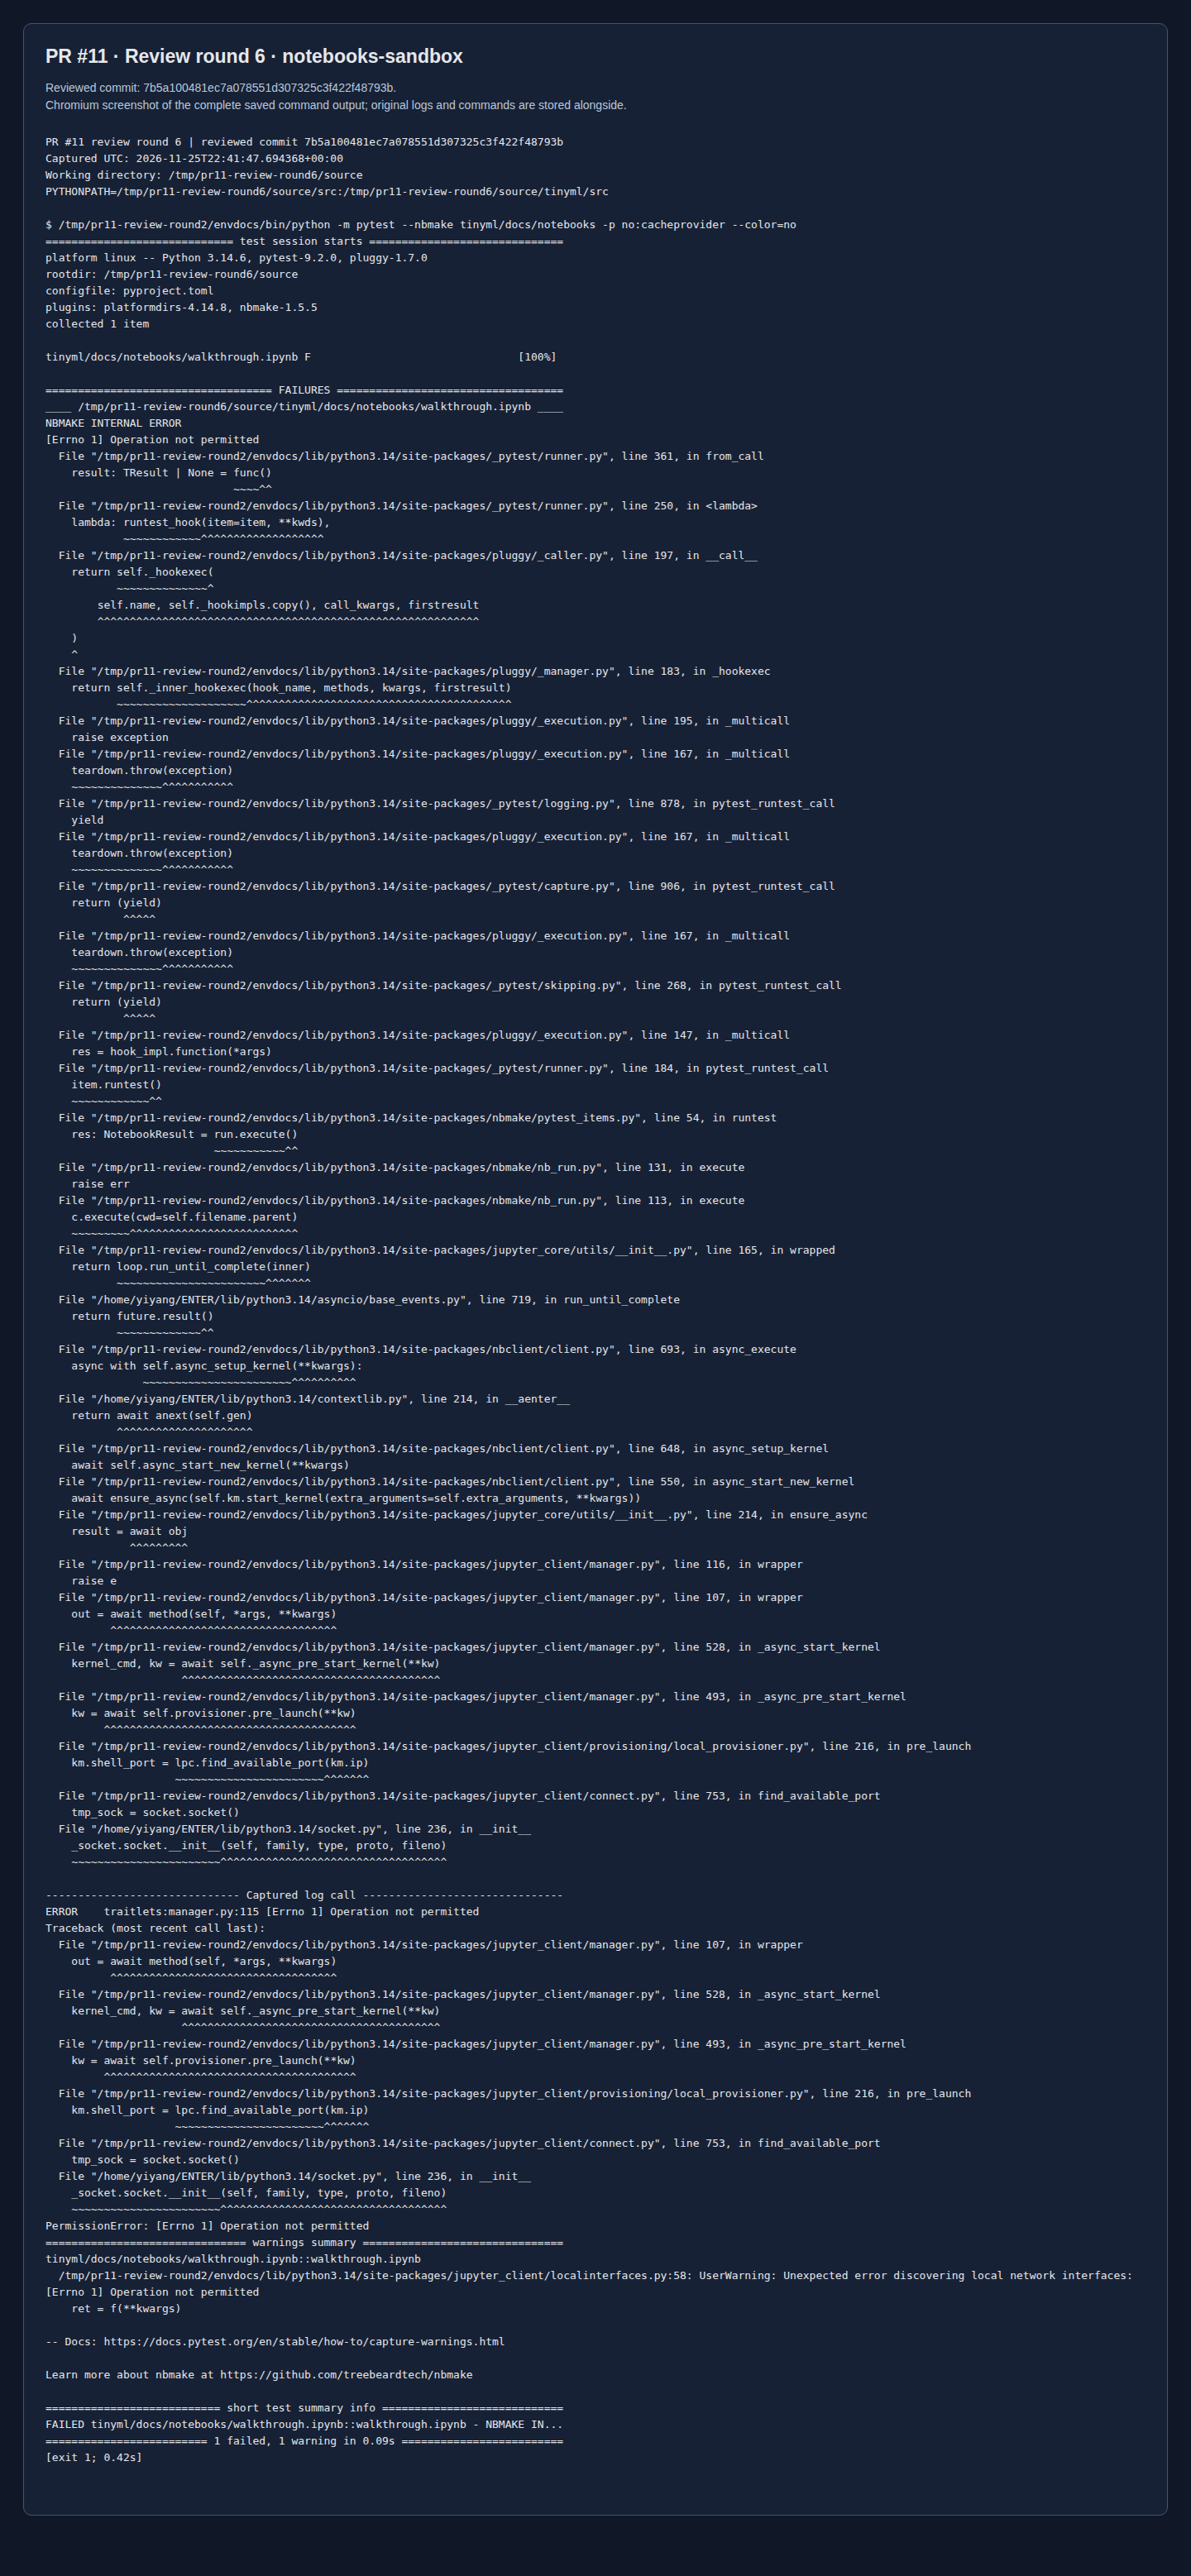 PR #11 · Review round 6 · notebooks-sandbox
Reviewed commit: 7b5a100481ec7a078551d307325c3f422f48793b.
Chromium screenshot of the complete saved command output; original logs and commands are stored alongside.
PR #11 review round 6 | reviewed commit 7b5a100481ec7a078551d307325c3f422f48793b
Captured UTC: 2026-11-25T22:41:47.694368+00:00
Working directory: /tmp/pr11-review-round6/source
PYTHONPATH=/tmp/pr11-review-round6/source/src:/tmp/pr11-review-round6/source/tinyml/src
$ /tmp/pr11-review-round2/envdocs/bin/python -m pytest --nbmake tinyml/docs/notebooks -p no:cacheprovider --color=no
============================= test session starts ==============================
platform linux -- Python 3.14.6, pytest-9.2.0, pluggy-1.7.0
rootdir: /tmp/pr11-review-round6/source
configfile: pyproject.toml
plugins: platformdirs-4.14.8, nbmake-1.5.5
collected 1 item
tinyml/docs/notebooks/walkthrough.ipynb F                                [100%]
=================================== FAILURES ===================================
____ /tmp/pr11-review-round6/source/tinyml/docs/notebooks/walkthrough.ipynb ____
NBMAKE INTERNAL ERROR
[Errno 1] Operation not permitted
  File "/tmp/pr11-review-round2/envdocs/lib/python3.14/site-packages/_pytest/runner.py", line 361, in from_call
    result: TResult | None = func()
                             ~~~~^^
  File "/tmp/pr11-review-round2/envdocs/lib/python3.14/site-packages/_pytest/runner.py", line 250, in <lambda>
    lambda: runtest_hook(item=item, **kwds),
            ~~~~~~~~~~~~^^^^^^^^^^^^^^^^^^^
  File "/tmp/pr11-review-round2/envdocs/lib/python3.14/site-packages/pluggy/_caller.py", line 197, in __call__
    return self._hookexec(
           ~~~~~~~~~~~~~~^
        self.name, self._hookimpls.copy(), call_kwargs, firstresult
        ^^^^^^^^^^^^^^^^^^^^^^^^^^^^^^^^^^^^^^^^^^^^^^^^^^^^^^^^^^^
    )
    ^
  File "/tmp/pr11-review-round2/envdocs/lib/python3.14/site-packages/pluggy/_manager.py", line 183, in _hookexec
    return self._inner_hookexec(hook_name, methods, kwargs, firstresult)
           ~~~~~~~~~~~~~~~~~~~~^^^^^^^^^^^^^^^^^^^^^^^^^^^^^^^^^^^^^^^^^
  File "/tmp/pr11-review-round2/envdocs/lib/python3.14/site-packages/pluggy/_execution.py", line 195, in _multicall
    raise exception
  File "/tmp/pr11-review-round2/envdocs/lib/python3.14/site-packages/pluggy/_execution.py", line 167, in _multicall
    teardown.throw(exception)
    ~~~~~~~~~~~~~~^^^^^^^^^^^
  File "/tmp/pr11-review-round2/envdocs/lib/python3.14/site-packages/_pytest/logging.py", line 878, in pytest_runtest_call
    yield
  File "/tmp/pr11-review-round2/envdocs/lib/python3.14/site-packages/pluggy/_execution.py", line 167, in _multicall
    teardown.throw(exception)
    ~~~~~~~~~~~~~~^^^^^^^^^^^
  File "/tmp/pr11-review-round2/envdocs/lib/python3.14/site-packages/_pytest/capture.py", line 906, in pytest_runtest_call
    return (yield)
            ^^^^^
  File "/tmp/pr11-review-round2/envdocs/lib/python3.14/site-packages/pluggy/_execution.py", line 167, in _multicall
    teardown.throw(exception)
    ~~~~~~~~~~~~~~^^^^^^^^^^^
  File "/tmp/pr11-review-round2/envdocs/lib/python3.14/site-packages/_pytest/skipping.py", line 268, in pytest_runtest_call
    return (yield)
            ^^^^^
  File "/tmp/pr11-review-round2/envdocs/lib/python3.14/site-packages/pluggy/_execution.py", line 147, in _multicall
    res = hook_impl.function(*args)
  File "/tmp/pr11-review-round2/envdocs/lib/python3.14/site-packages/_pytest/runner.py", line 184, in pytest_runtest_call
    item.runtest()
    ~~~~~~~~~~~~^^
  File "/tmp/pr11-review-round2/envdocs/lib/python3.14/site-packages/nbmake/pytest_items.py", line 54, in runtest
    res: NotebookResult = run.execute()
                          ~~~~~~~~~~~^^
  File "/tmp/pr11-review-round2/envdocs/lib/python3.14/site-packages/nbmake/nb_run.py", line 131, in execute
    raise err
  File "/tmp/pr11-review-round2/envdocs/lib/python3.14/site-packages/nbmake/nb_run.py", line 113, in execute
    c.execute(cwd=self.filename.parent)
    ~~~~~~~~~^^^^^^^^^^^^^^^^^^^^^^^^^^
  File "/tmp/pr11-review-round2/envdocs/lib/python3.14/site-packages/jupyter_core/utils/__init__.py", line 165, in wrapped
    return loop.run_until_complete(inner)
           ~~~~~~~~~~~~~~~~~~~~~~~^^^^^^^
  File "/home/yiyang/ENTER/lib/python3.14/asyncio/base_events.py", line 719, in run_until_complete
    return future.result()
           ~~~~~~~~~~~~~^^
  File "/tmp/pr11-review-round2/envdocs/lib/python3.14/site-packages/nbclient/client.py", line 693, in async_execute
    async with self.async_setup_kernel(**kwargs):
               ~~~~~~~~~~~~~~~~~~~~~~~^^^^^^^^^^
  File "/home/yiyang/ENTER/lib/python3.14/contextlib.py", line 214, in __aenter__
    return await anext(self.gen)
           ^^^^^^^^^^^^^^^^^^^^^
  File "/tmp/pr11-review-round2/envdocs/lib/python3.14/site-packages/nbclient/client.py", line 648, in async_setup_kernel
    await self.async_start_new_kernel(**kwargs)
  File "/tmp/pr11-review-round2/envdocs/lib/python3.14/site-packages/nbclient/client.py", line 550, in async_start_new_kernel
    await ensure_async(self.km.start_kernel(extra_arguments=self.extra_arguments, **kwargs))
  File "/tmp/pr11-review-round2/envdocs/lib/python3.14/site-packages/jupyter_core/utils/__init__.py", line 214, in ensure_async
    result = await obj
             ^^^^^^^^^
  File "/tmp/pr11-review-round2/envdocs/lib/python3.14/site-packages/jupyter_client/manager.py", line 116, in wrapper
    raise e
  File "/tmp/pr11-review-round2/envdocs/lib/python3.14/site-packages/jupyter_client/manager.py", line 107, in wrapper
    out = await method(self, *args, **kwargs)
          ^^^^^^^^^^^^^^^^^^^^^^^^^^^^^^^^^^^
  File "/tmp/pr11-review-round2/envdocs/lib/python3.14/site-packages/jupyter_client/manager.py", line 528, in _async_start_kernel
    kernel_cmd, kw = await self._async_pre_start_kernel(**kw)
                     ^^^^^^^^^^^^^^^^^^^^^^^^^^^^^^^^^^^^^^^^
  File "/tmp/pr11-review-round2/envdocs/lib/python3.14/site-packages/jupyter_client/manager.py", line 493, in _async_pre_start_kernel
    kw = await self.provisioner.pre_launch(**kw)
         ^^^^^^^^^^^^^^^^^^^^^^^^^^^^^^^^^^^^^^^
  File "/tmp/pr11-review-round2/envdocs/lib/python3.14/site-packages/jupyter_client/provisioning/local_provisioner.py", line 216, in pre_launch
    km.shell_port = lpc.find_available_port(km.ip)
                    ~~~~~~~~~~~~~~~~~~~~~~~^^^^^^^
  File "/tmp/pr11-review-round2/envdocs/lib/python3.14/site-packages/jupyter_client/connect.py", line 753, in find_available_port
    tmp_sock = socket.socket()
  File "/home/yiyang/ENTER/lib/python3.14/socket.py", line 236, in __init__
    _socket.socket.__init__(self, family, type, proto, fileno)
    ~~~~~~~~~~~~~~~~~~~~~~~^^^^^^^^^^^^^^^^^^^^^^^^^^^^^^^^^^^
------------------------------ Captured log call -------------------------------
ERROR    traitlets:manager.py:115 [Errno 1] Operation not permitted
Traceback (most recent call last):
  File "/tmp/pr11-review-round2/envdocs/lib/python3.14/site-packages/jupyter_client/manager.py", line 107, in wrapper
    out = await method(self, *args, **kwargs)
          ^^^^^^^^^^^^^^^^^^^^^^^^^^^^^^^^^^^
  File "/tmp/pr11-review-round2/envdocs/lib/python3.14/site-packages/jupyter_client/manager.py", line 528, in _async_start_kernel
    kernel_cmd, kw = await self._async_pre_start_kernel(**kw)
                     ^^^^^^^^^^^^^^^^^^^^^^^^^^^^^^^^^^^^^^^^
  File "/tmp/pr11-review-round2/envdocs/lib/python3.14/site-packages/jupyter_client/manager.py", line 493, in _async_pre_start_kernel
    kw = await self.provisioner.pre_launch(**kw)
         ^^^^^^^^^^^^^^^^^^^^^^^^^^^^^^^^^^^^^^^
  File "/tmp/pr11-review-round2/envdocs/lib/python3.14/site-packages/jupyter_client/provisioning/local_provisioner.py", line 216, in pre_launch
    km.shell_port = lpc.find_available_port(km.ip)
                    ~~~~~~~~~~~~~~~~~~~~~~~^^^^^^^
  File "/tmp/pr11-review-round2/envdocs/lib/python3.14/site-packages/jupyter_client/connect.py", line 753, in find_available_port
    tmp_sock = socket.socket()
  File "/home/yiyang/ENTER/lib/python3.14/socket.py", line 236, in __init__
    _socket.socket.__init__(self, family, type, proto, fileno)
    ~~~~~~~~~~~~~~~~~~~~~~~^^^^^^^^^^^^^^^^^^^^^^^^^^^^^^^^^^^
PermissionError: [Errno 1] Operation not permitted
=============================== warnings summary ===============================
tinyml/docs/notebooks/walkthrough.ipynb::walkthrough.ipynb
  /tmp/pr11-review-round2/envdocs/lib/python3.14/site-packages/jupyter_client/localinterfaces.py:58: UserWarning: Unexpected error discovering local network interfaces:
[Errno 1] Operation not permitted
    ret = f(**kwargs)
-- Docs: https://docs.pytest.org/en/stable/how-to/capture-warnings.html
Learn more about nbmake at https://github.com/treebeardtech/nbmake
=========================== short test summary info ============================
FAILED tinyml/docs/notebooks/walkthrough.ipynb::walkthrough.ipynb - NBMAKE IN...
========================= 1 failed, 1 warning in 0.09s =========================
[exit 1; 0.42s]